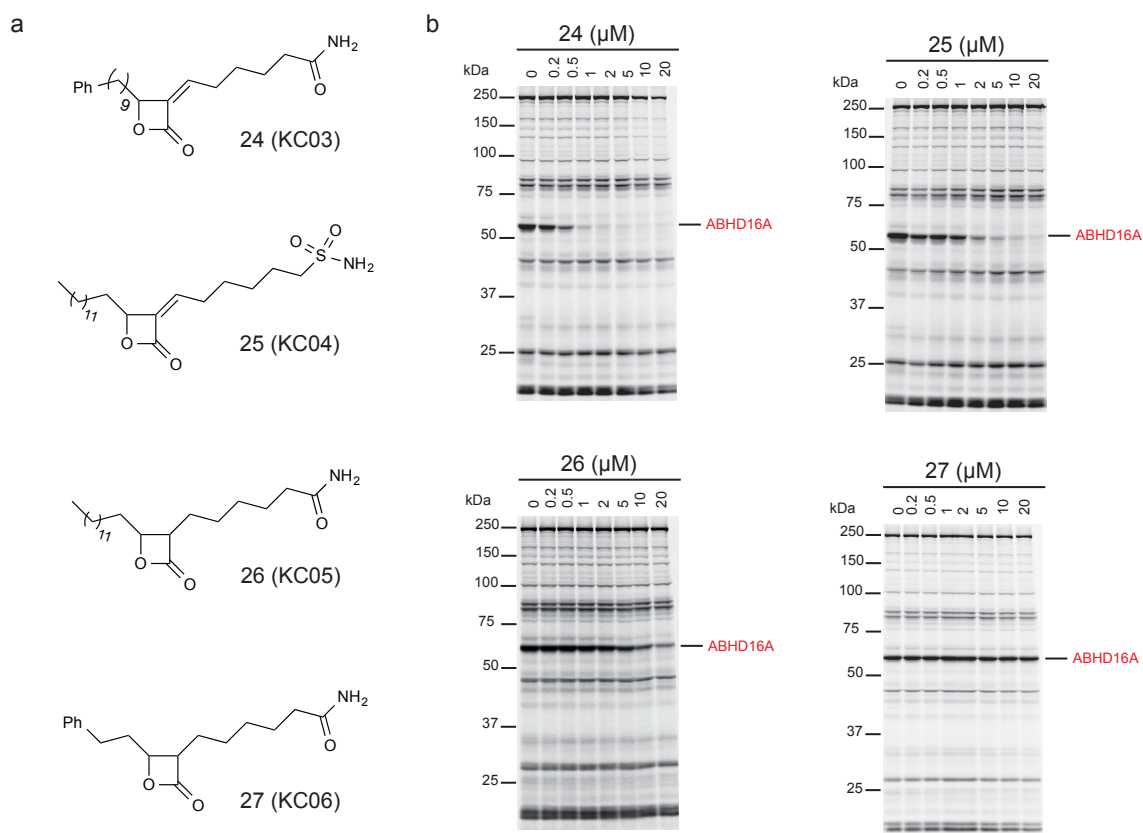 a
NH₂
O
Ph
9
O
O
24 (KC03)
O
O
S
NH₂
11
O
O
25 (KC04)
NH₂
O
11
O
O
26 (KC05)
Ph
NH₂
O
O
O
27 (KC06)
b
24 (µM)
kDa 0 0.2 0.5 1 2 5 10 20
250
150
100
75
50
37
25
ABHD16A
25 (µM)
kDa 0 0.2 0.5 1 2 5 10 20
250
150
100
75
50
37
25
ABHD16A
26 (µM)
kDa 0 0.2 0.5 1 2 5 10 20
250
150
100
75
50
37
25
ABHD16A
27 (µM)
kDa 0 0.2 0.5 1 2 5 10 20
250
150
100
75
50
37
25
ABHD16A